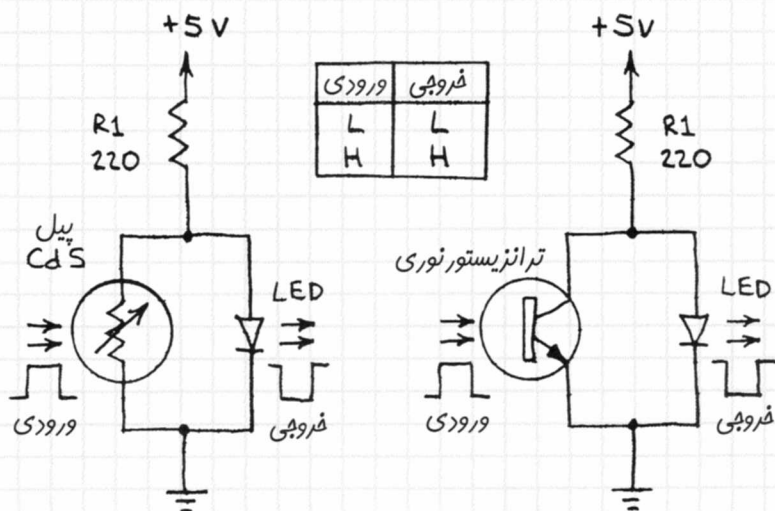 +5V
R1
220
پیل
CdS
LED
ورودی
خروجی
ورودی خروجی
L L
H H
+5V
R1
220
ترانزیستور نوری
LED
ورودی
خروجی